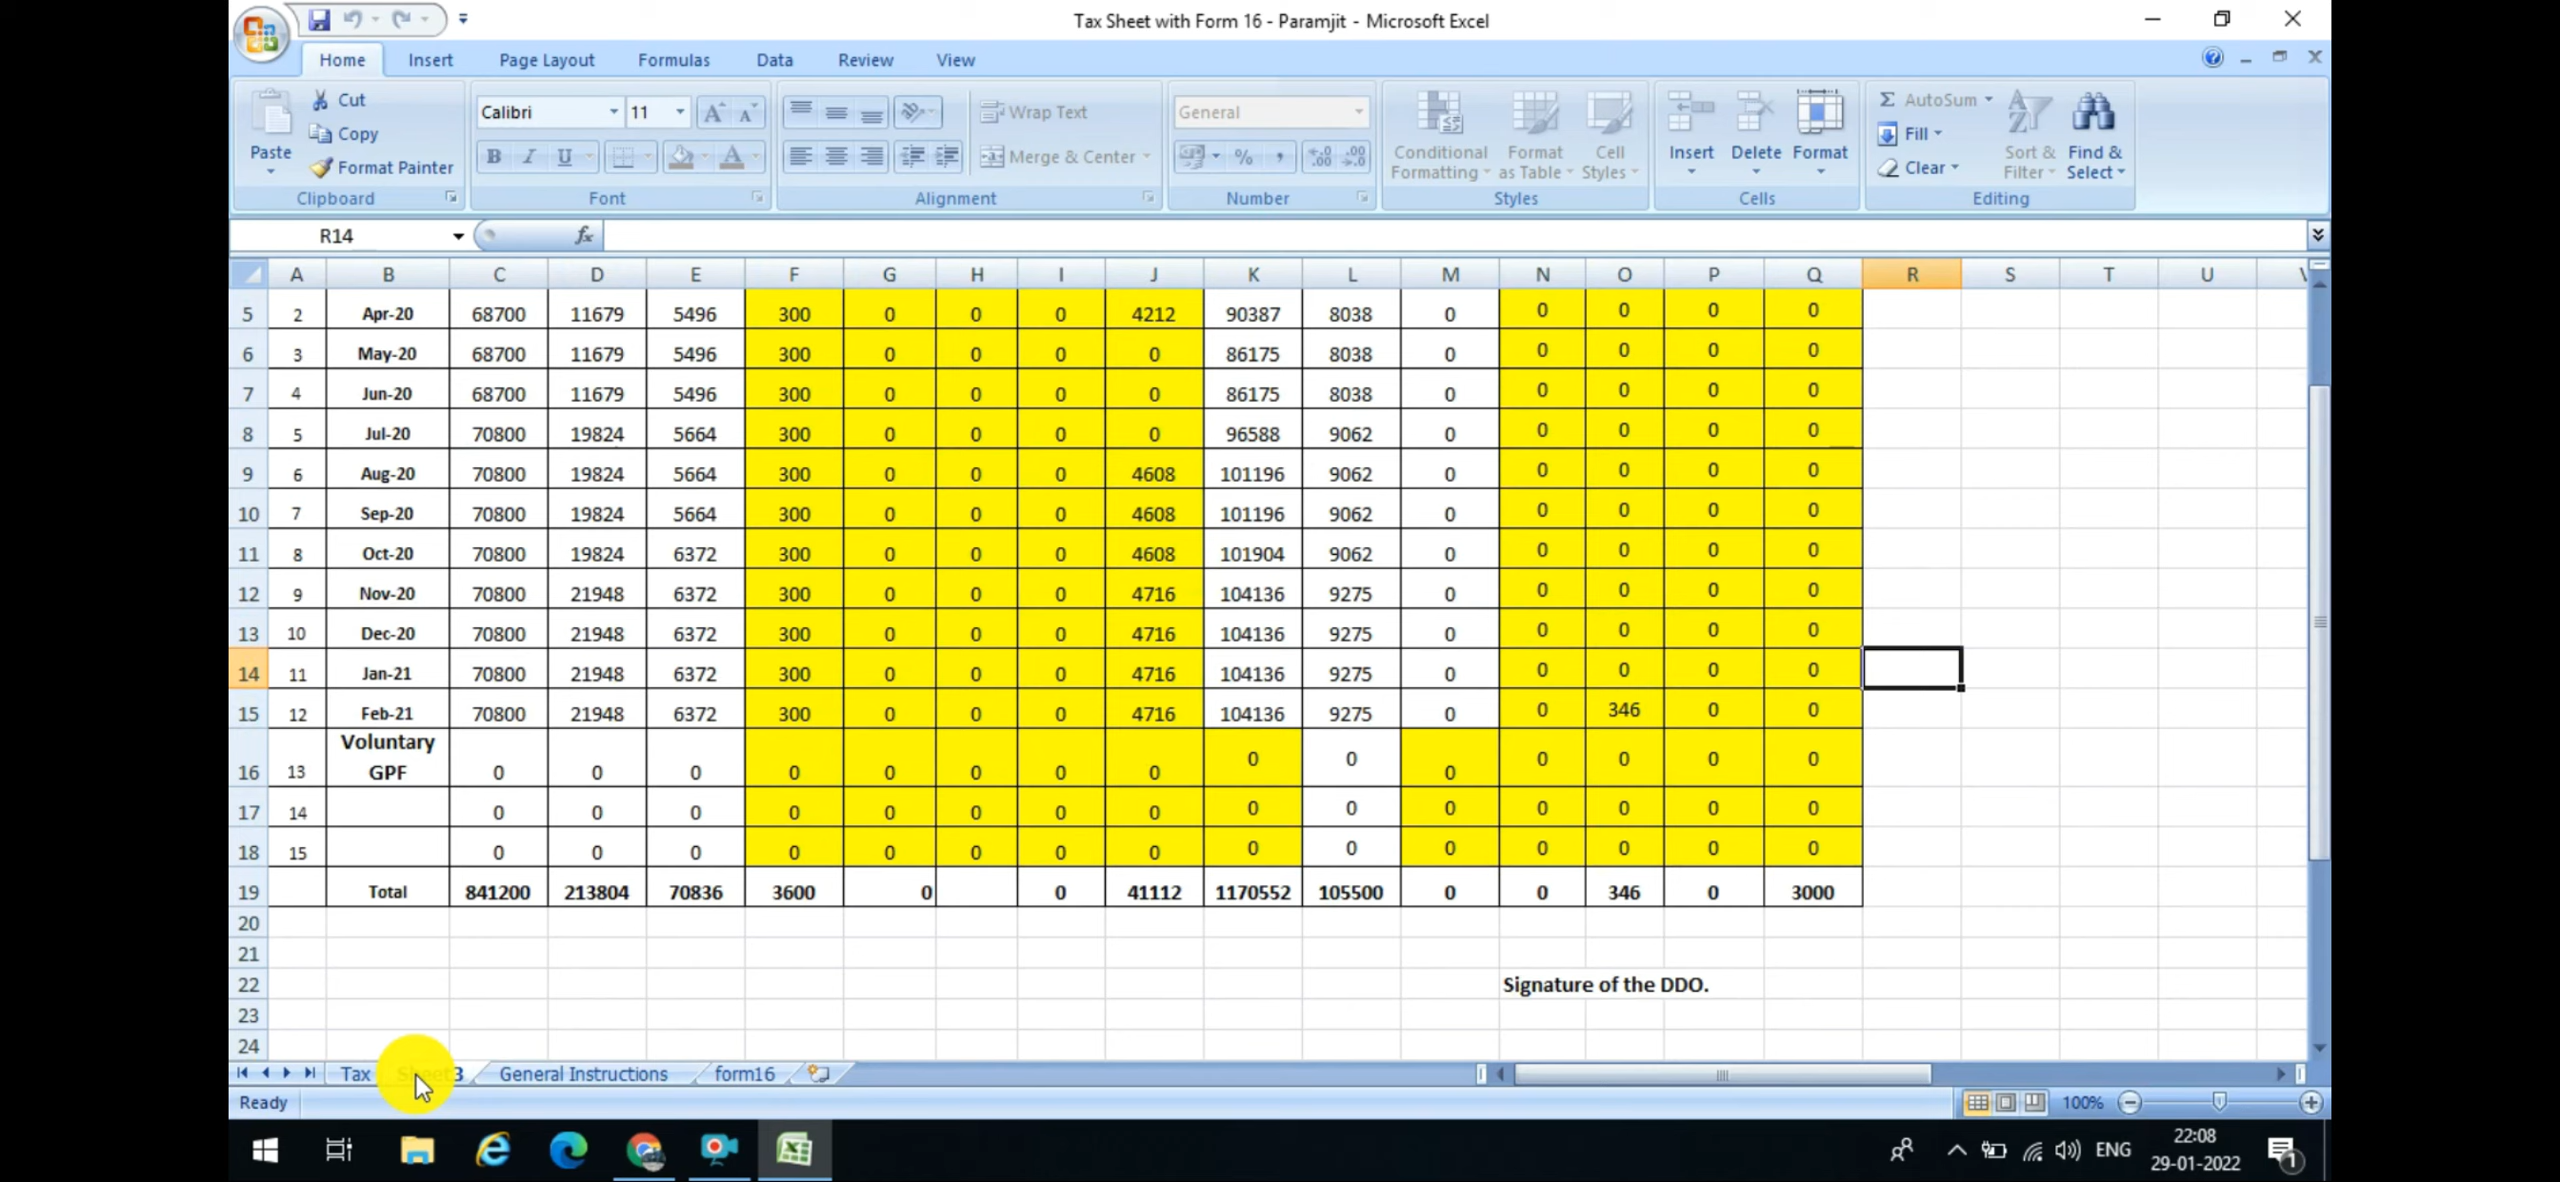 Tax Sheet with Form 16 - Paramjit - Microsoft Excel
Home Insert Page Layout Formulas Data Review View
Paste
Cut
Copy
Format Painter
Clipboard
Calibri 11
B I U
Font
Wrap Text
Merge & Center
Alignment
General
%
Number
Conditional Formatting
Format as Table
Cell Styles
Styles
Insert Delete Format
Cells
Σ AutoSum
Fill
Clear
Sort & Filter
Find & Select
Editing
R14 fx
A B C D E F G H I J K L M N O P Q R S T U V
5 2 Apr-20 68700 11679 5496 300 0 0 0 4212 90387 8038 0 0 0 0 0
6 3 May-20 68700 11679 5496 300 0 0 0 0 86175 8038 0 0 0 0 0
7 4 Jun-20 68700 11679 5496 300 0 0 0 0 86175 8038 0 0 0 0 0
8 5 Jul-20 70800 19824 5664 300 0 0 0 0 96588 9062 0 0 0 0 0
9 6 Aug-20 70800 19824 5664 300 0 0 0 4608 101196 9062 0 0 0 0 0
10 7 Sep-20 70800 19824 5664 300 0 0 0 4608 101196 9062 0 0 0 0 0
11 8 Oct-20 70800 19824 6372 300 0 0 0 4608 101904 9062 0 0 0 0 0
12 9 Nov-20 70800 21948 6372 300 0 0 0 4716 104136 9275 0 0 0 0 0
13 10 Dec-20 70800 21948 6372 300 0 0 0 4716 104136 9275 0 0 0 0 0
14 11 Jan-21 70800 21948 6372 300 0 0 0 4716 104136 9275 0 0 0 0 0
15 12 Feb-21 70800 21948 6372 300 0 0 0 4716 104136 9275 0 0 346 0 0
16 13 Voluntary GPF 0 0 0 0 0 0 0 0 0 0 0 0 0 0 0
17 14 0 0 0 0 0 0 0 0 0 0 0 0 0 0 0
18 15 0 0 0 0 0 0 0 0 0 0 0 0 0 0 0
19 Total 841200 213804 70836 3600 0 0 41112 1170552 105500 0 0 346 0 3000
20
21
22 Signature of the DDO.
23
24
Tax Sheet3 General Instructions form16
Ready 100%
ENG
22:08
29-01-2022
1